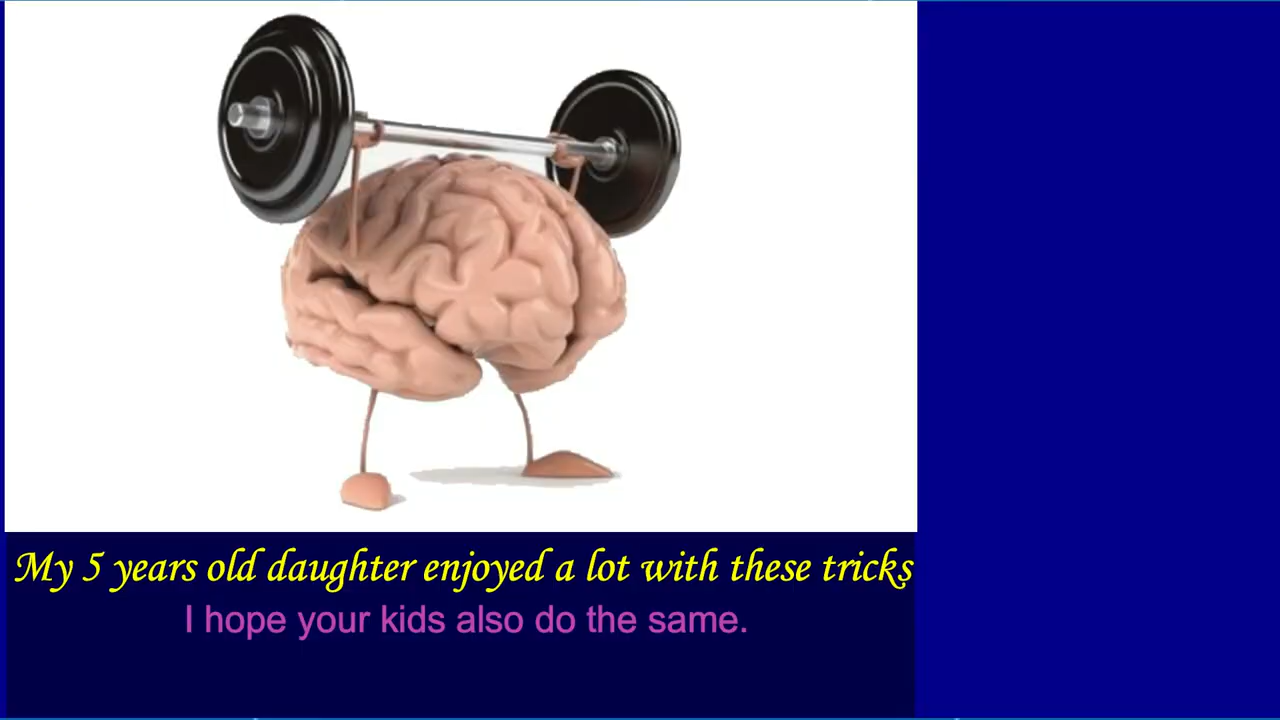 My 5 years old daughter enjoyed a lot with these tricks
I hope your kids also do the same.